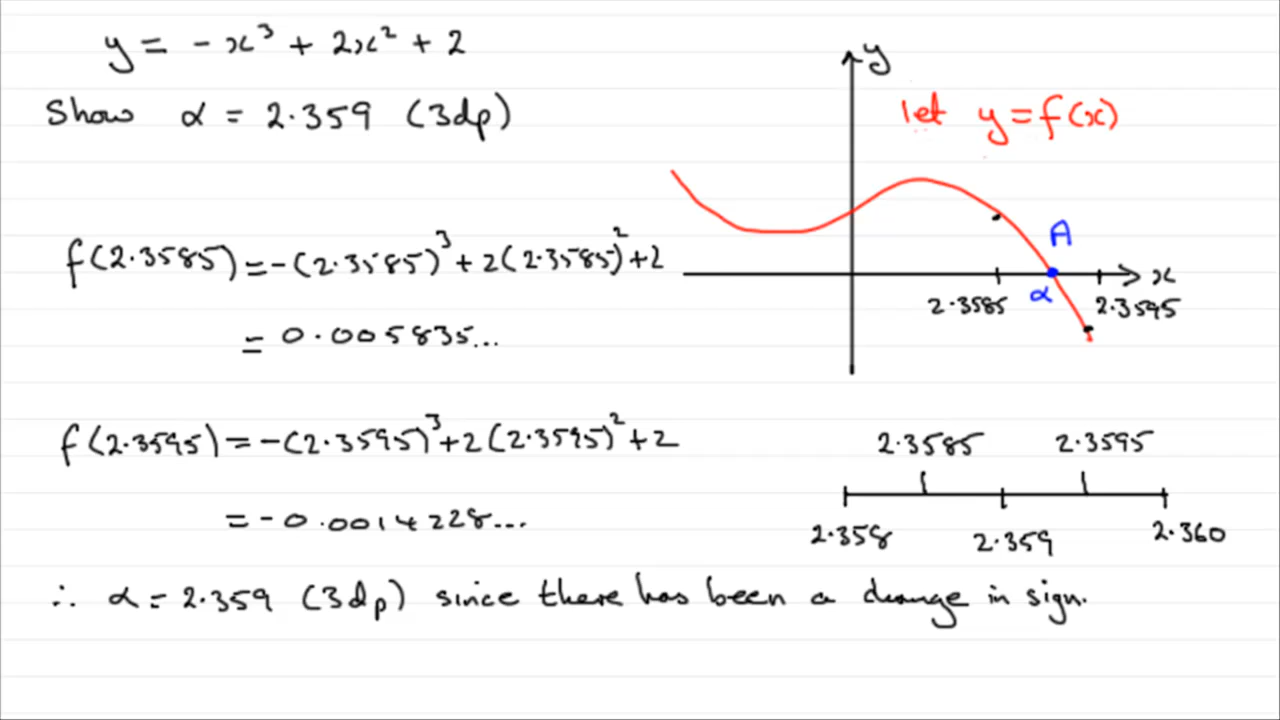 y = -x³ + 2x² + 2
Show α = 2.359 (3dp)
f(2.3585) = -(2.3585)³ + 2(2.3585)² + 2
= 0.005835...
f(2.3595) = -(2.3595)³ + 2(2.3595)² + 2
= -0.0014228...
∴ α = 2.359 (3dp) since there has been a change in sign.
y
let y = f(x)
A
x
2.3585 α 2.3595
2.3585 2.3595
2.358 2.359 2.360